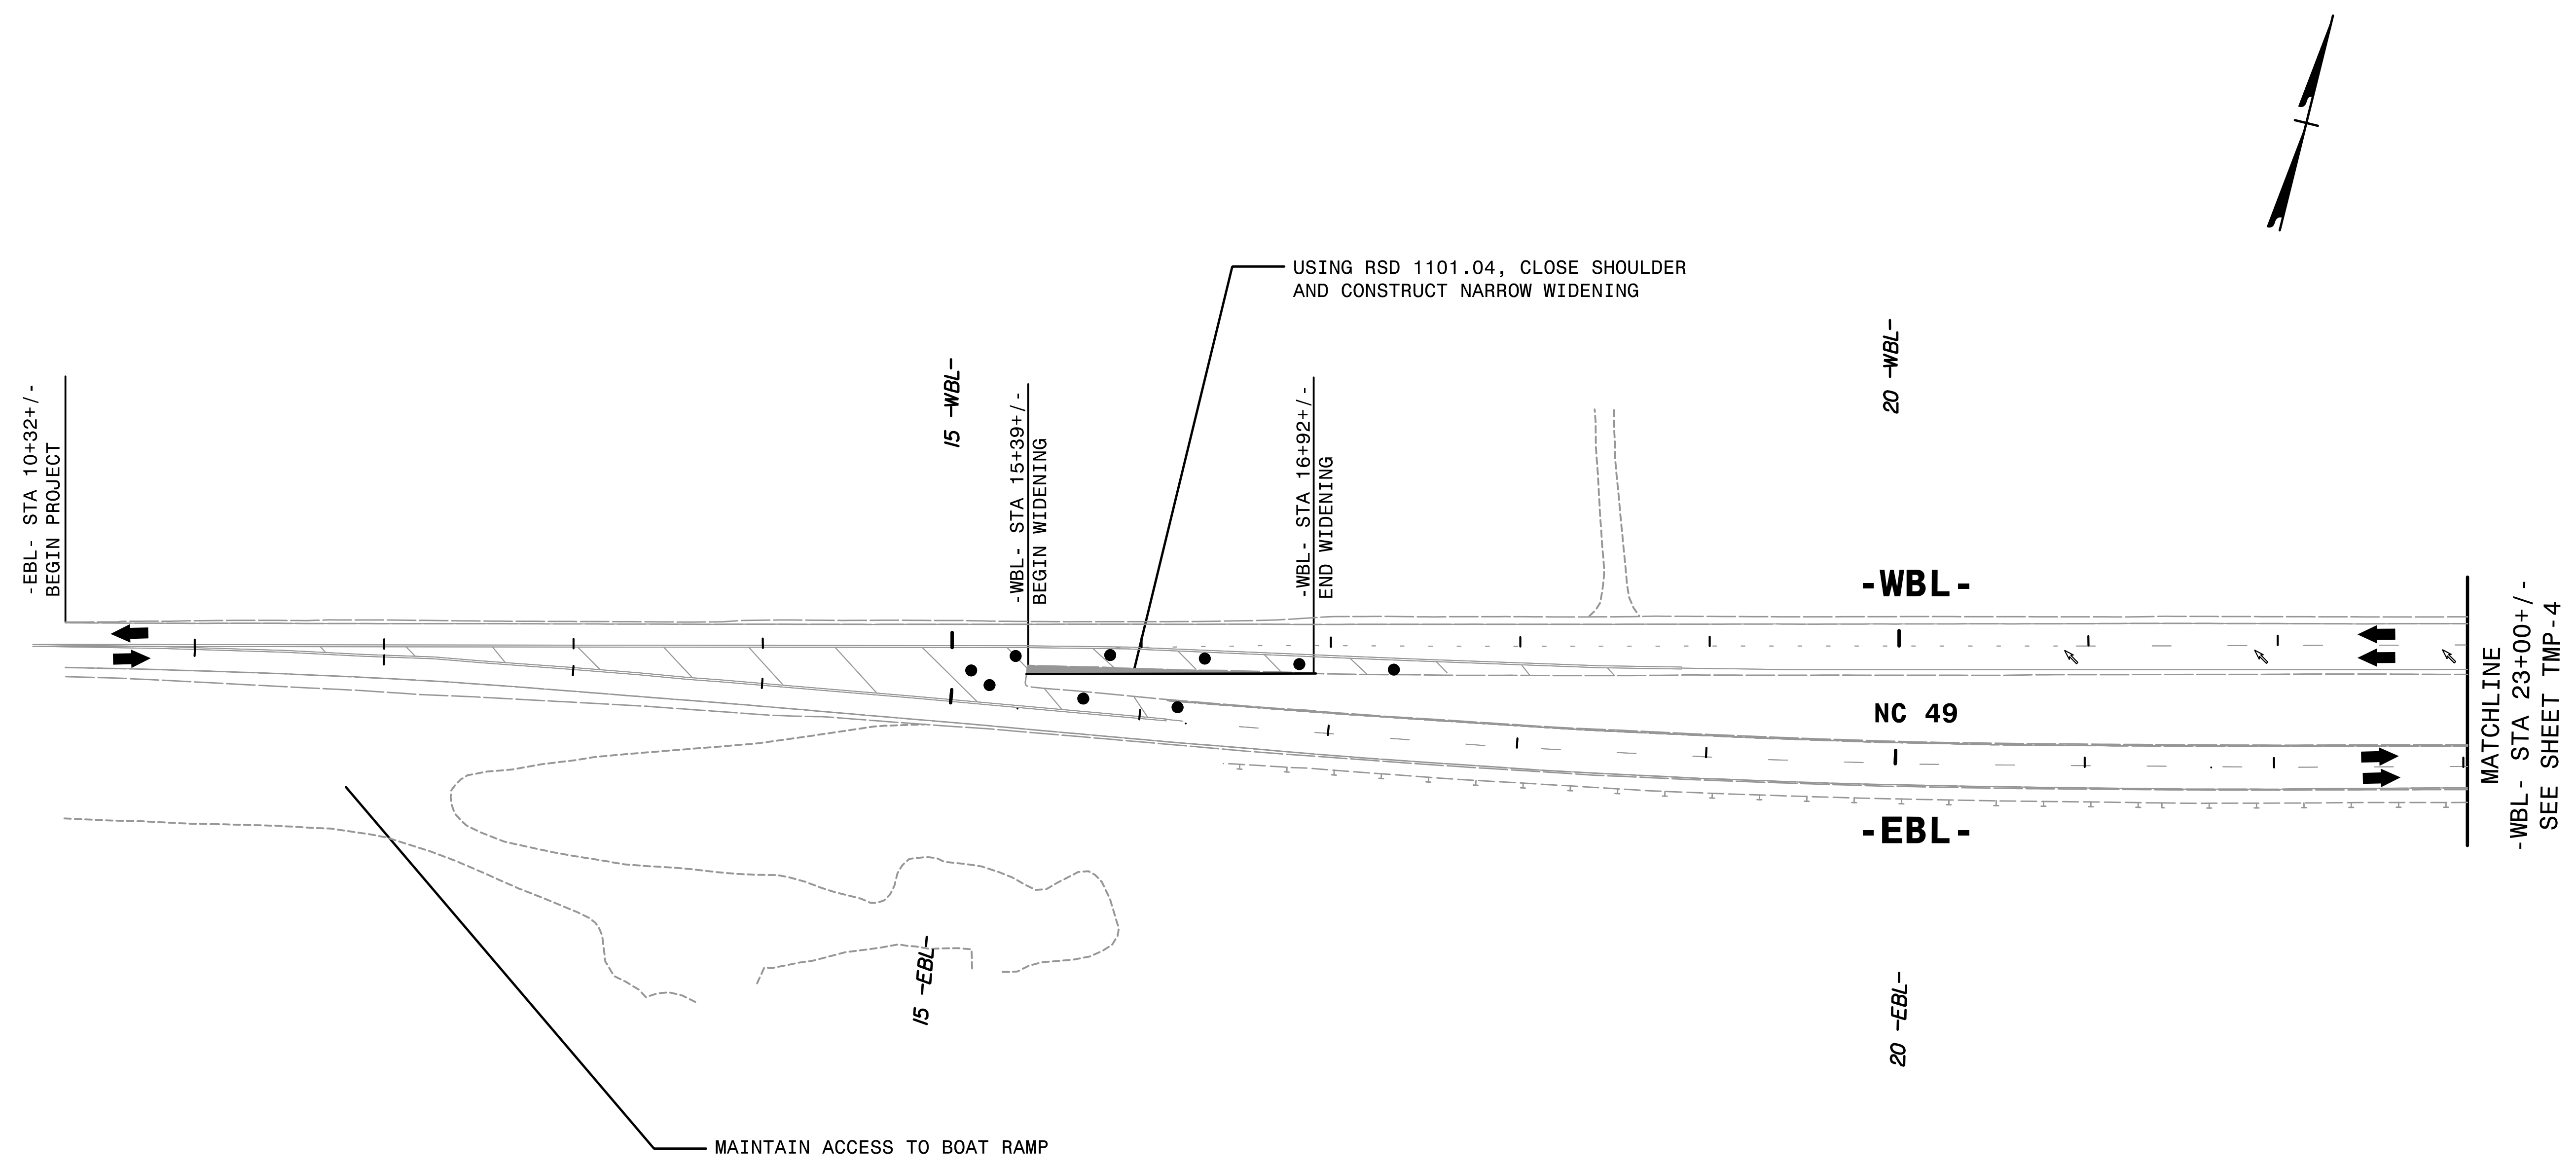 USING RSD 1101.04, CLOSE SHOULDER
AND CONSTRUCT NARROW WIDENING
-EBL- STA 10+32+/-
BEGIN PROJECT
15 -WBL-
-WBL- STA 15+39+/-
BEGIN WIDENING
-WBL- STA 16+92+/-
END WIDENING
20 -WBL-
-WBL-
NC 49
-EBL-
MATCHLINE
-WBL- STA 23+00+/-
SEE SHEET TMP-4
15 -EBL-
20 -EBL-
MAINTAIN ACCESS TO BOAT RAMP